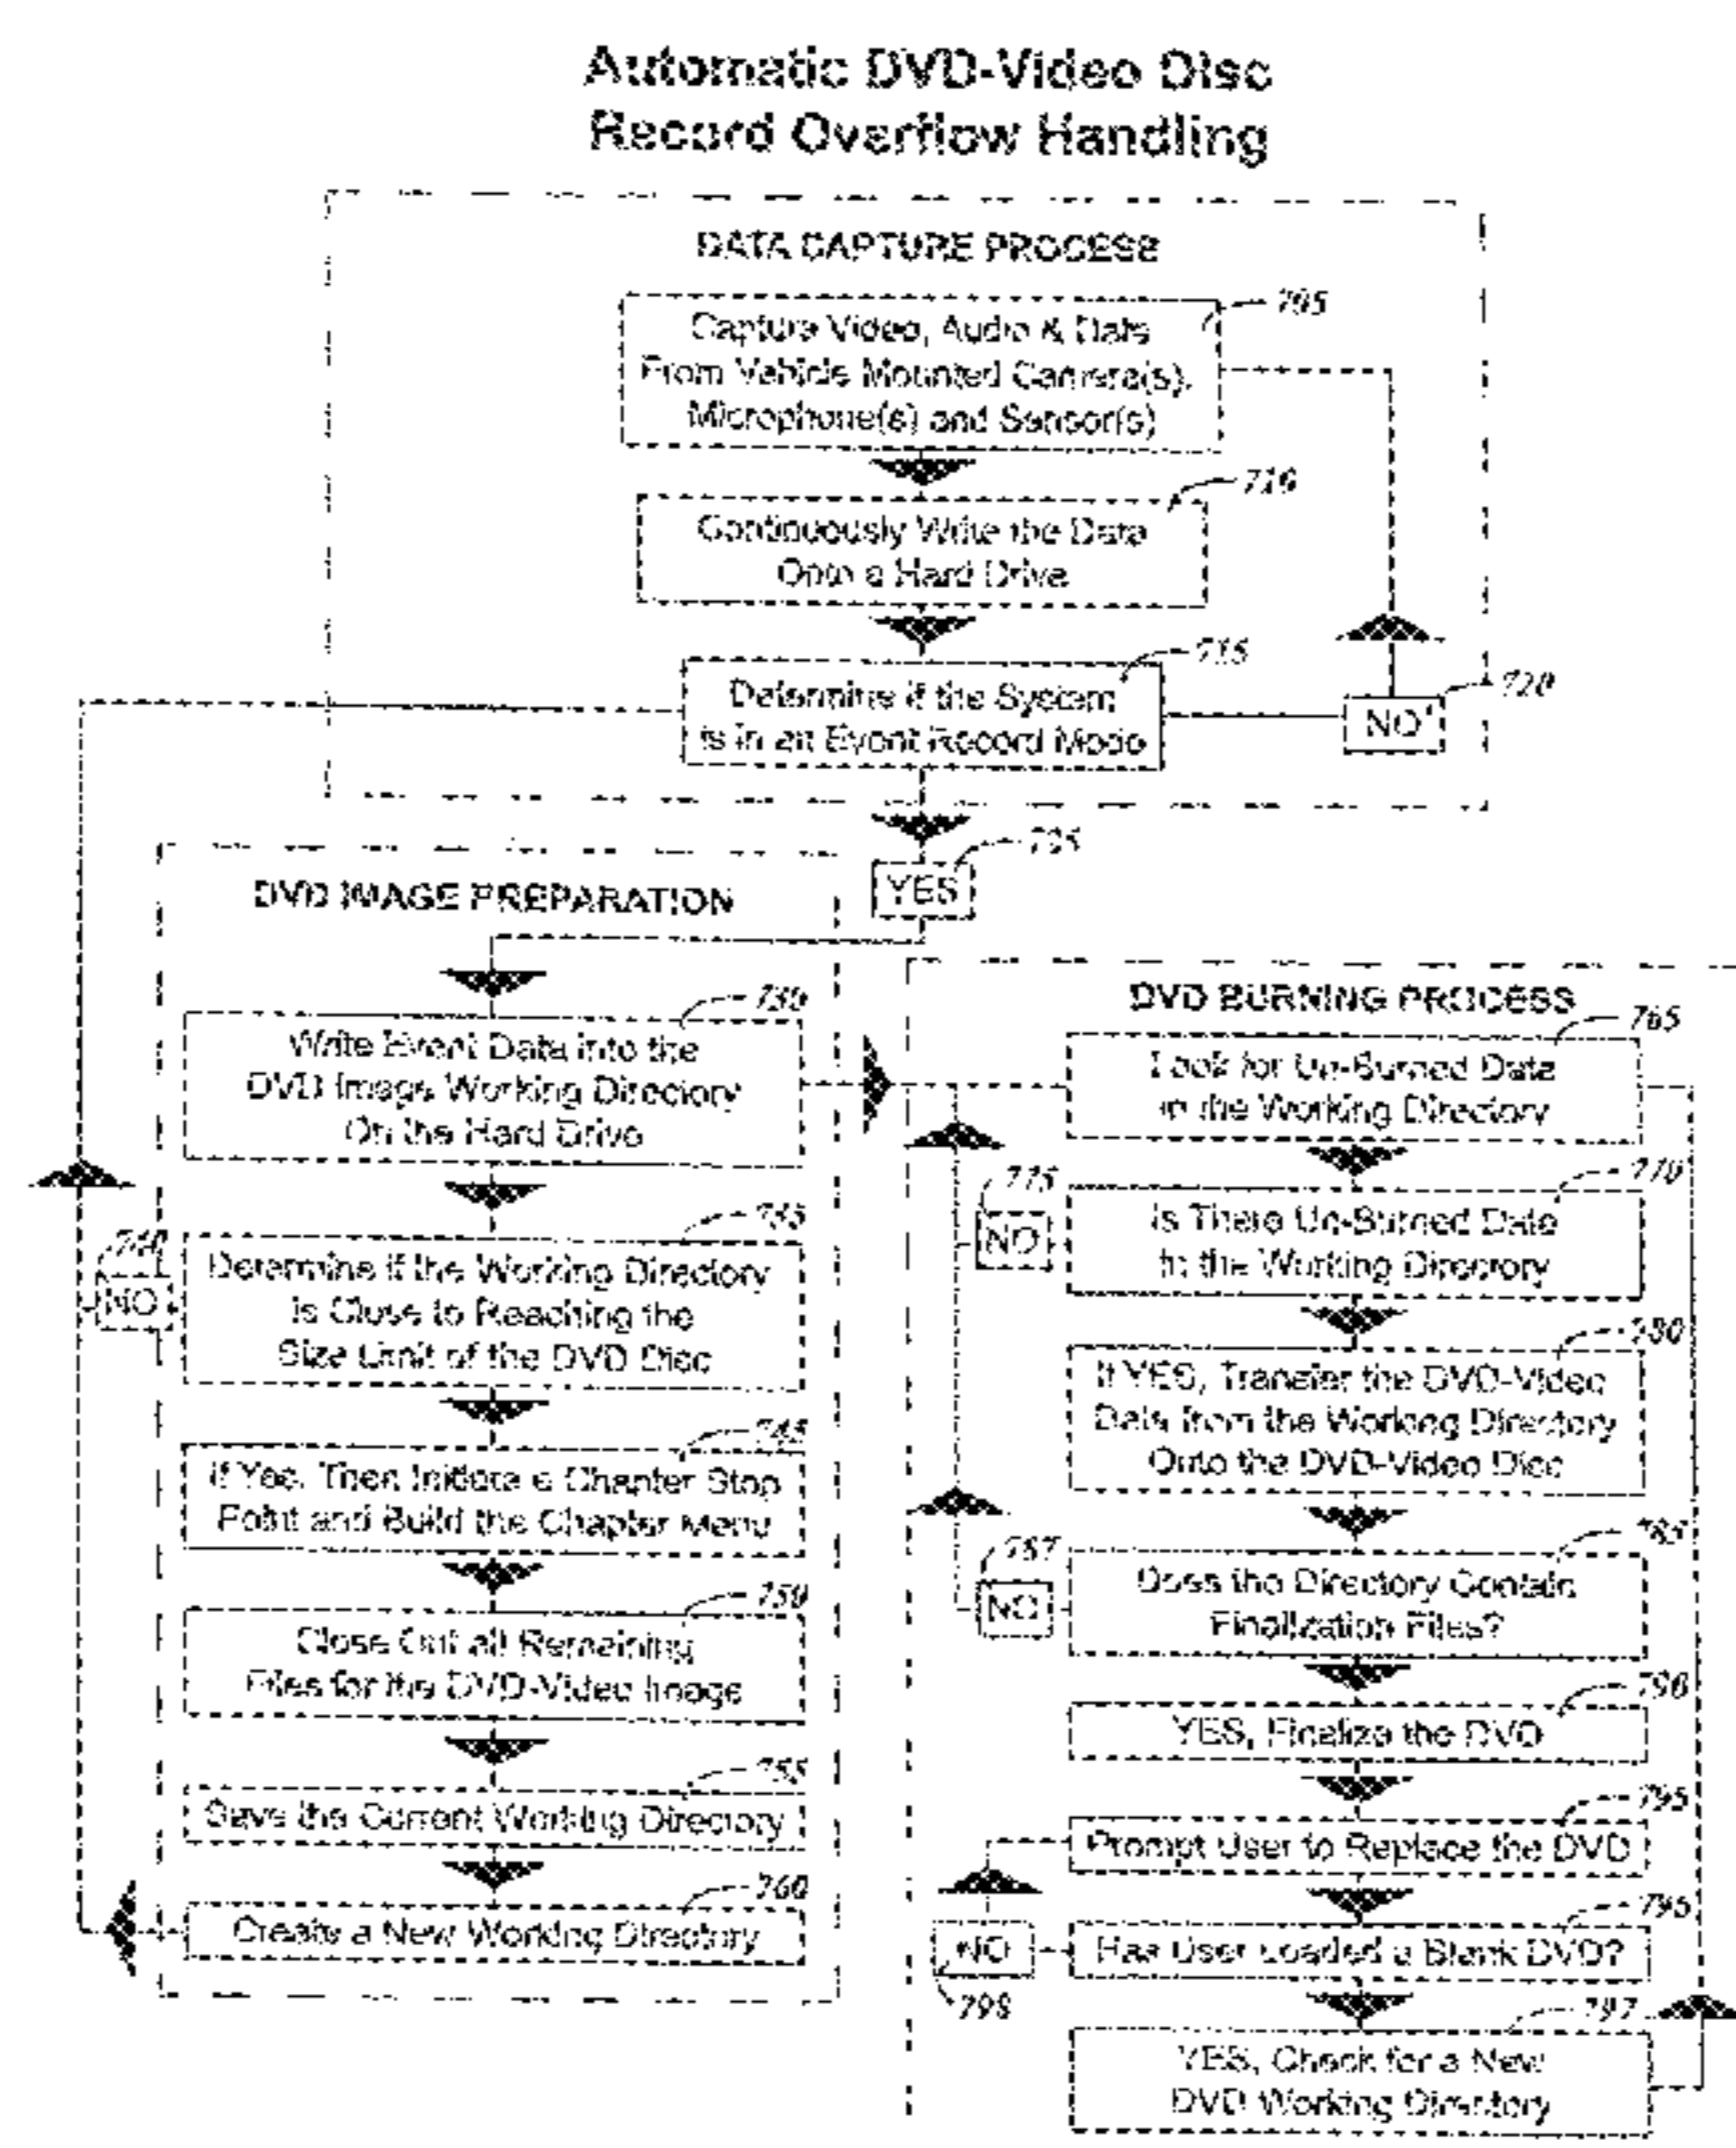 Automatic DVD-Video Disc
Record Overflow Handling
DATA CAPTURE PROCESS
705
Capture Video, Audio & Data
From Vehicle Mounted Camera(s),
Microphone(s) and Sensor(s)
710
Continuously Write the Data
Onto a Hard Drive
715
Determine if the System
is in an Event Record Mode
720
NO
725
YES
DVD IMAGE PREPARATION
730
Write Event Data into the
DVD Image Working Directory
On the Hard Drive
735
Determine if the Working Directory
is Close to Reaching the
Size Limit of the DVD Disc
740
NO
745
If Yes, Then Initiate a Chapter Stop
Point and Build the Chapter Menu
750
Close Out all Remaining
Files for the DVD-Video Image
755
Save the Current Working Directory
760
Create a New Working Directory
DVD BURNING PROCESS
765
Look for Un-Burned Data
in the Working Directory
770
Is There Un-Burned Data
In the Working Directory
775
NO
780
If YES, Transfer the DVD-Video
Data from the Working Directory
Onto the DVD-Video Disc
785
Does the Directory Contain
Finalization Files?
787
NO
790
YES, Finalize the DVD
795
Prompt User to Replace the DVD
796
Has User Loaded a Blank DVD?
NO
798
797
YES, Check for a New
DVD Working Directory